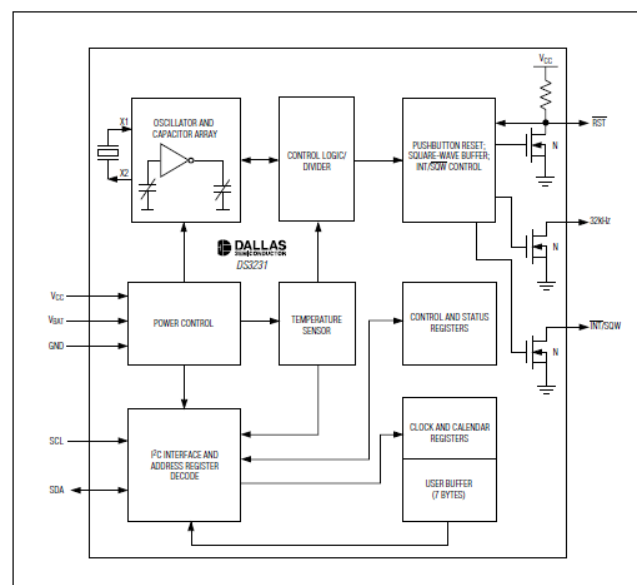 VCC
X1
X2
OSCILLATOR AND
CAPACITOR ARRAY
CONTROL LOGIC/
DIVIDER
PUSHBUTTON RESET;
SQUARE-WAVE BUFFER;
INT/SQW CONTROL
N
RST
32kHz
N
DALLAS
SEMICONDUCTOR
DS3231
VCC
VBAT
GND
POWER CONTROL
TEMPERATURE
SENSOR
CONTROL AND STATUS
REGISTERS
INT/SQW
N
SCL
SDA
I²C INTERFACE AND
ADDRESS REGISTER
DECODE
CLOCK AND CALENDAR
REGISTERS
USER BUFFER
(7 BYTES)